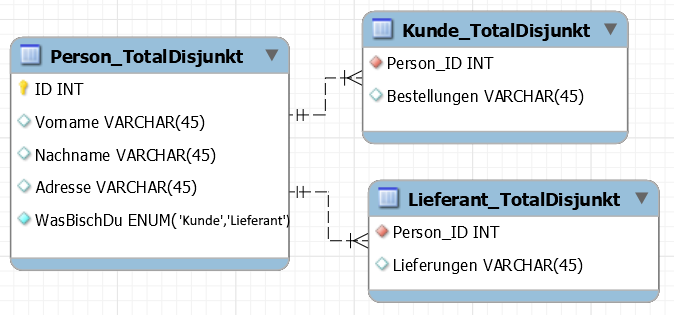 Person_TotalDisjunkt
ID INT
Vorname VARCHAR(45)
Nachname VARCHAR(45)
Adresse VARCHAR(45)
WasBischDu ENUM('Kunde','Lieferant')
Kunde_TotalDisjunkt
Person_ID INT
Bestellungen VARCHAR(45)
Lieferant_TotalDisjunkt
Person_ID INT
Lieferungen VARCHAR(45)